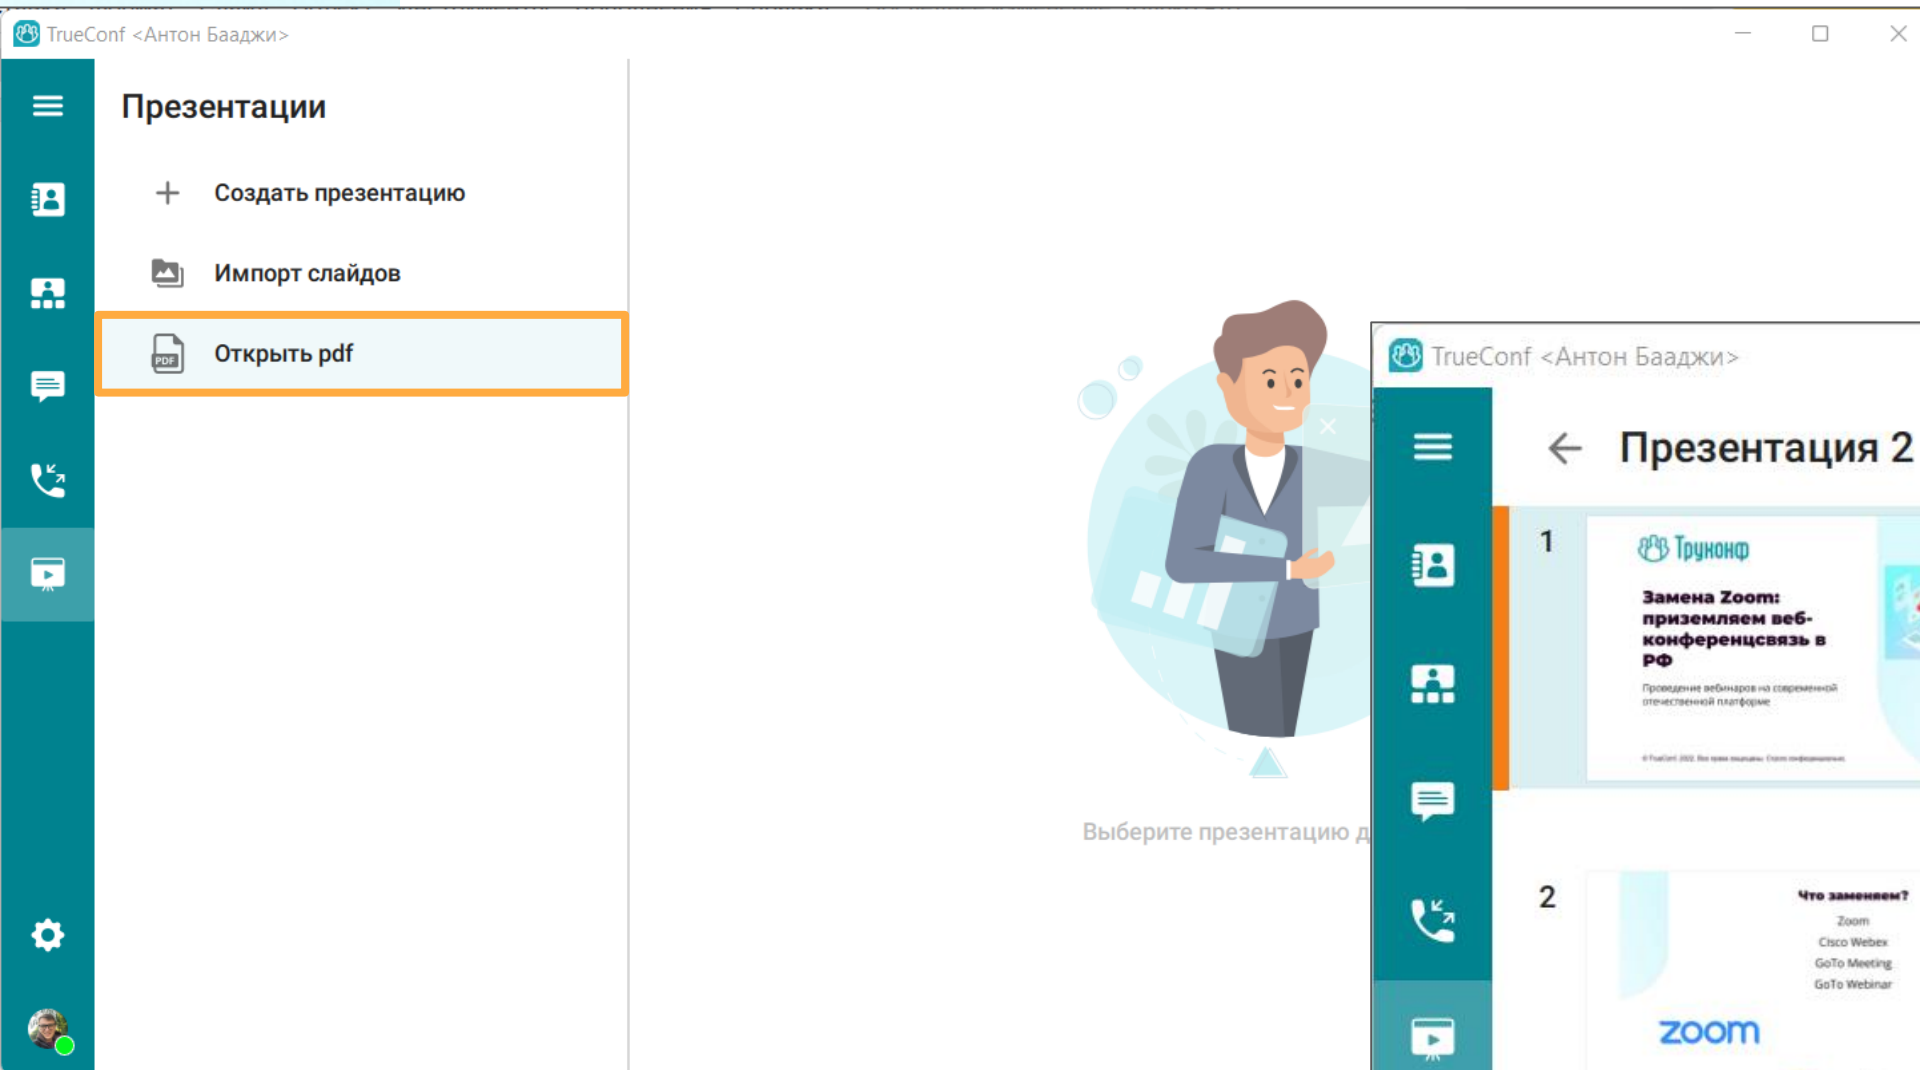 TrueConf <Антон Бааджи>
Презентации
Создать презентацию
Импорт слайдов
PDF
Открыть pdf
Выберите презентацию д
TrueConf <Антон Бааджи>
Презентация 2
1
Труконф
Замена Zoom:
приземляем веб-
конференцсвязь в
РФ
Проведение вебинаров на современной
отечественной платформе
2
Что заменяем?
Zoom
Cisco Webex
GoTo Meeting
GoTo Webinar
zoom